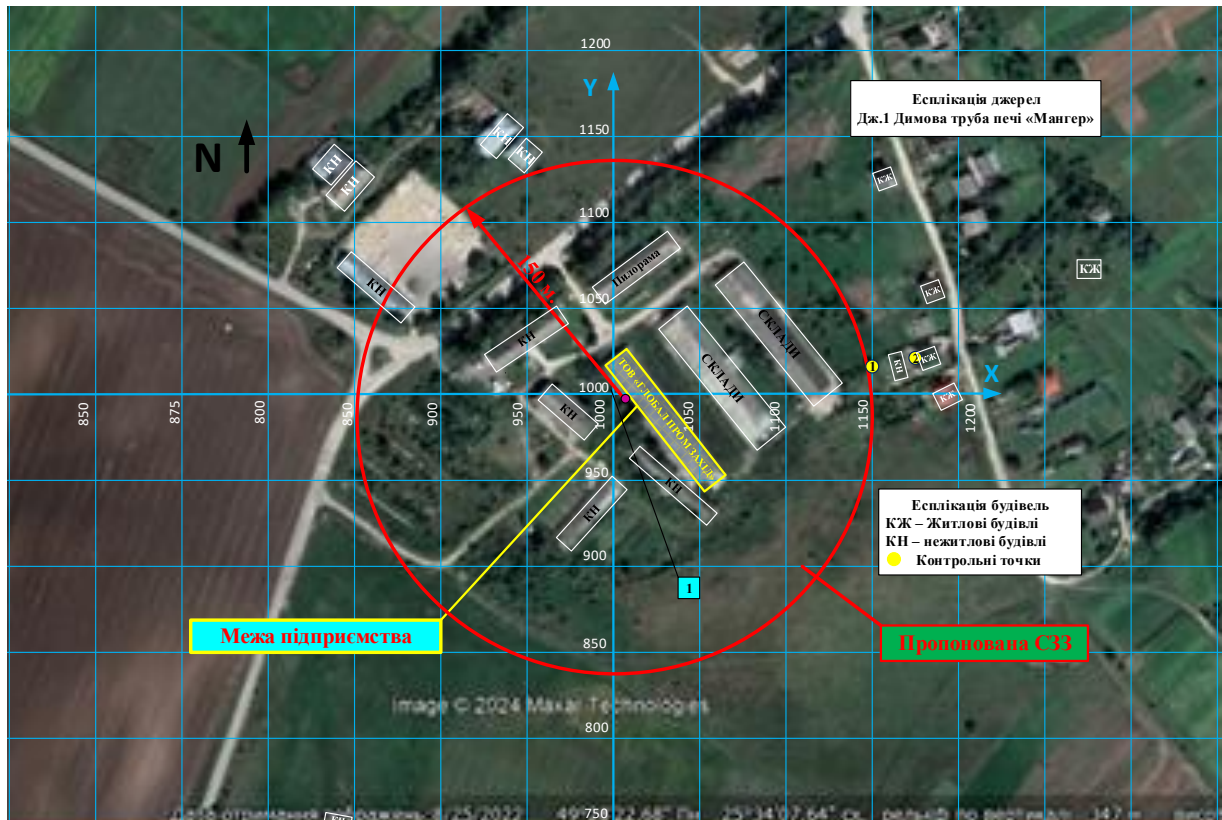 1200
Y
Есплікація джерел
Дж.1 Димова труба печі «Мангер»
1150
КН
КН
N
КН
КН
КЖ
1100
150 м.
Пилорама
КН
КЖ
КЖ
1050
СКЛАДИ
КН
СКЛАДИ
1
КН
2
КЖ
X
ТОВ «ГЛОБАЛ ПРОМ ЗАХІД»
1000
КН
КЖ
850
875
800
850
900
950
1000
1050
1100
1150
1200
950
КН
КН
Есплікація будівель
КЖ – Житлові будівлі
КН – нежитлові будівлі
Контрольні точки
900
1
Межа підприємства
Пропонована СЗЗ
850
Image © 2024 Maxar Technologies
800
750
КН